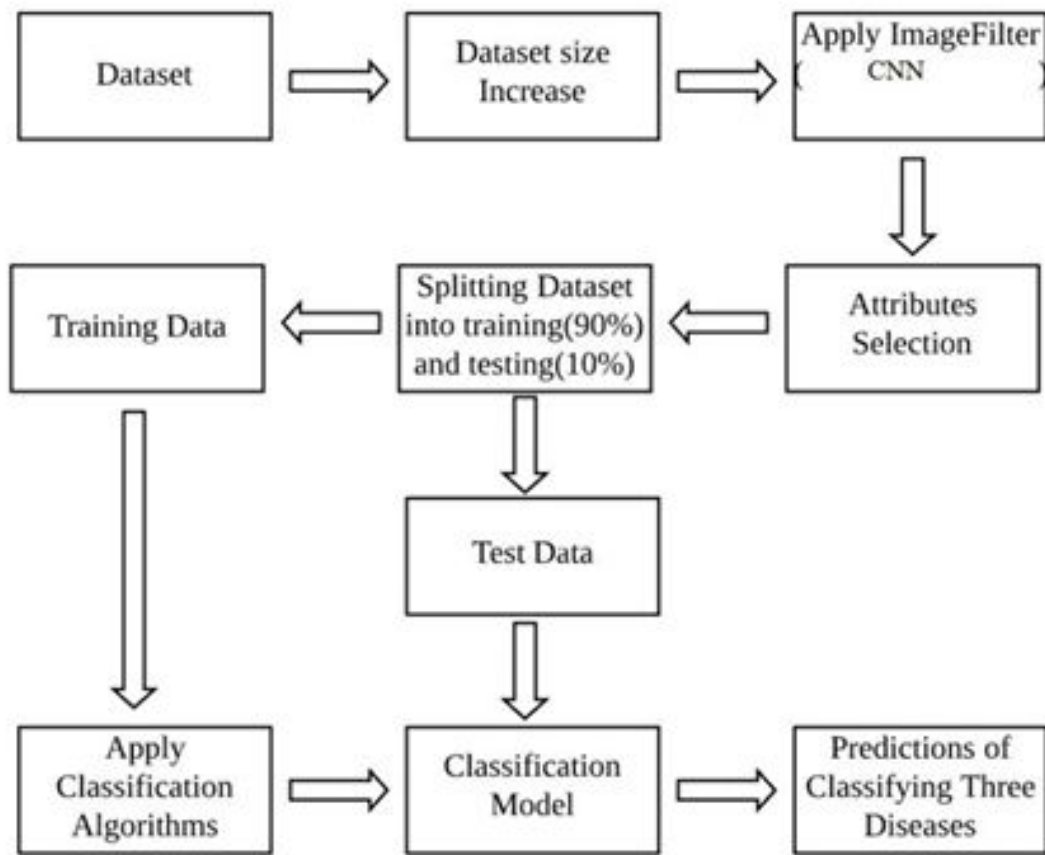 Dataset
Dataset size
Increase
Apply ImageFilter
( CNN )
Training Data
Splitting Dataset
into training(90%)
and testing(10%)
Attributes
Selection
Test Data
Apply
Classification
Algorithms
Classification
Model
Predictions of
Classifying Three
Diseases